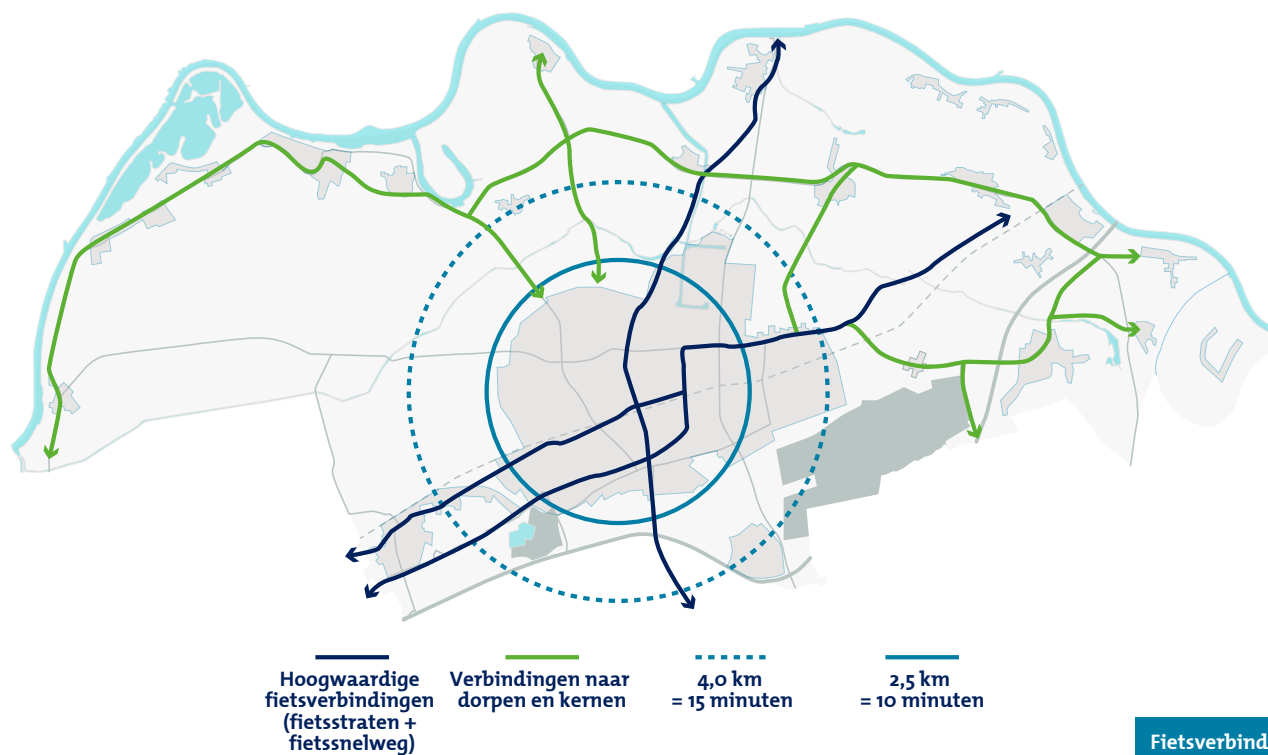 Hoogwaardige
fietsverbindingen
(fietsstraten +
fietssnelweg)
Verbindingen naar
dorpen en kernen
4,0 km
= 15 minuten
2,5 km
= 10 minuten
Fietsverbind